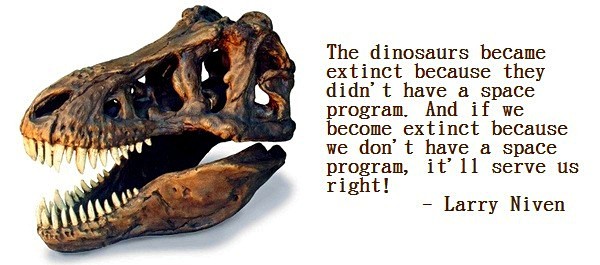 The dinosaurs became
extinct because they
didn't have a space
program. And if we
become extinct because
we don't have a space
program, it'll serve us
right!
- Larry Niven